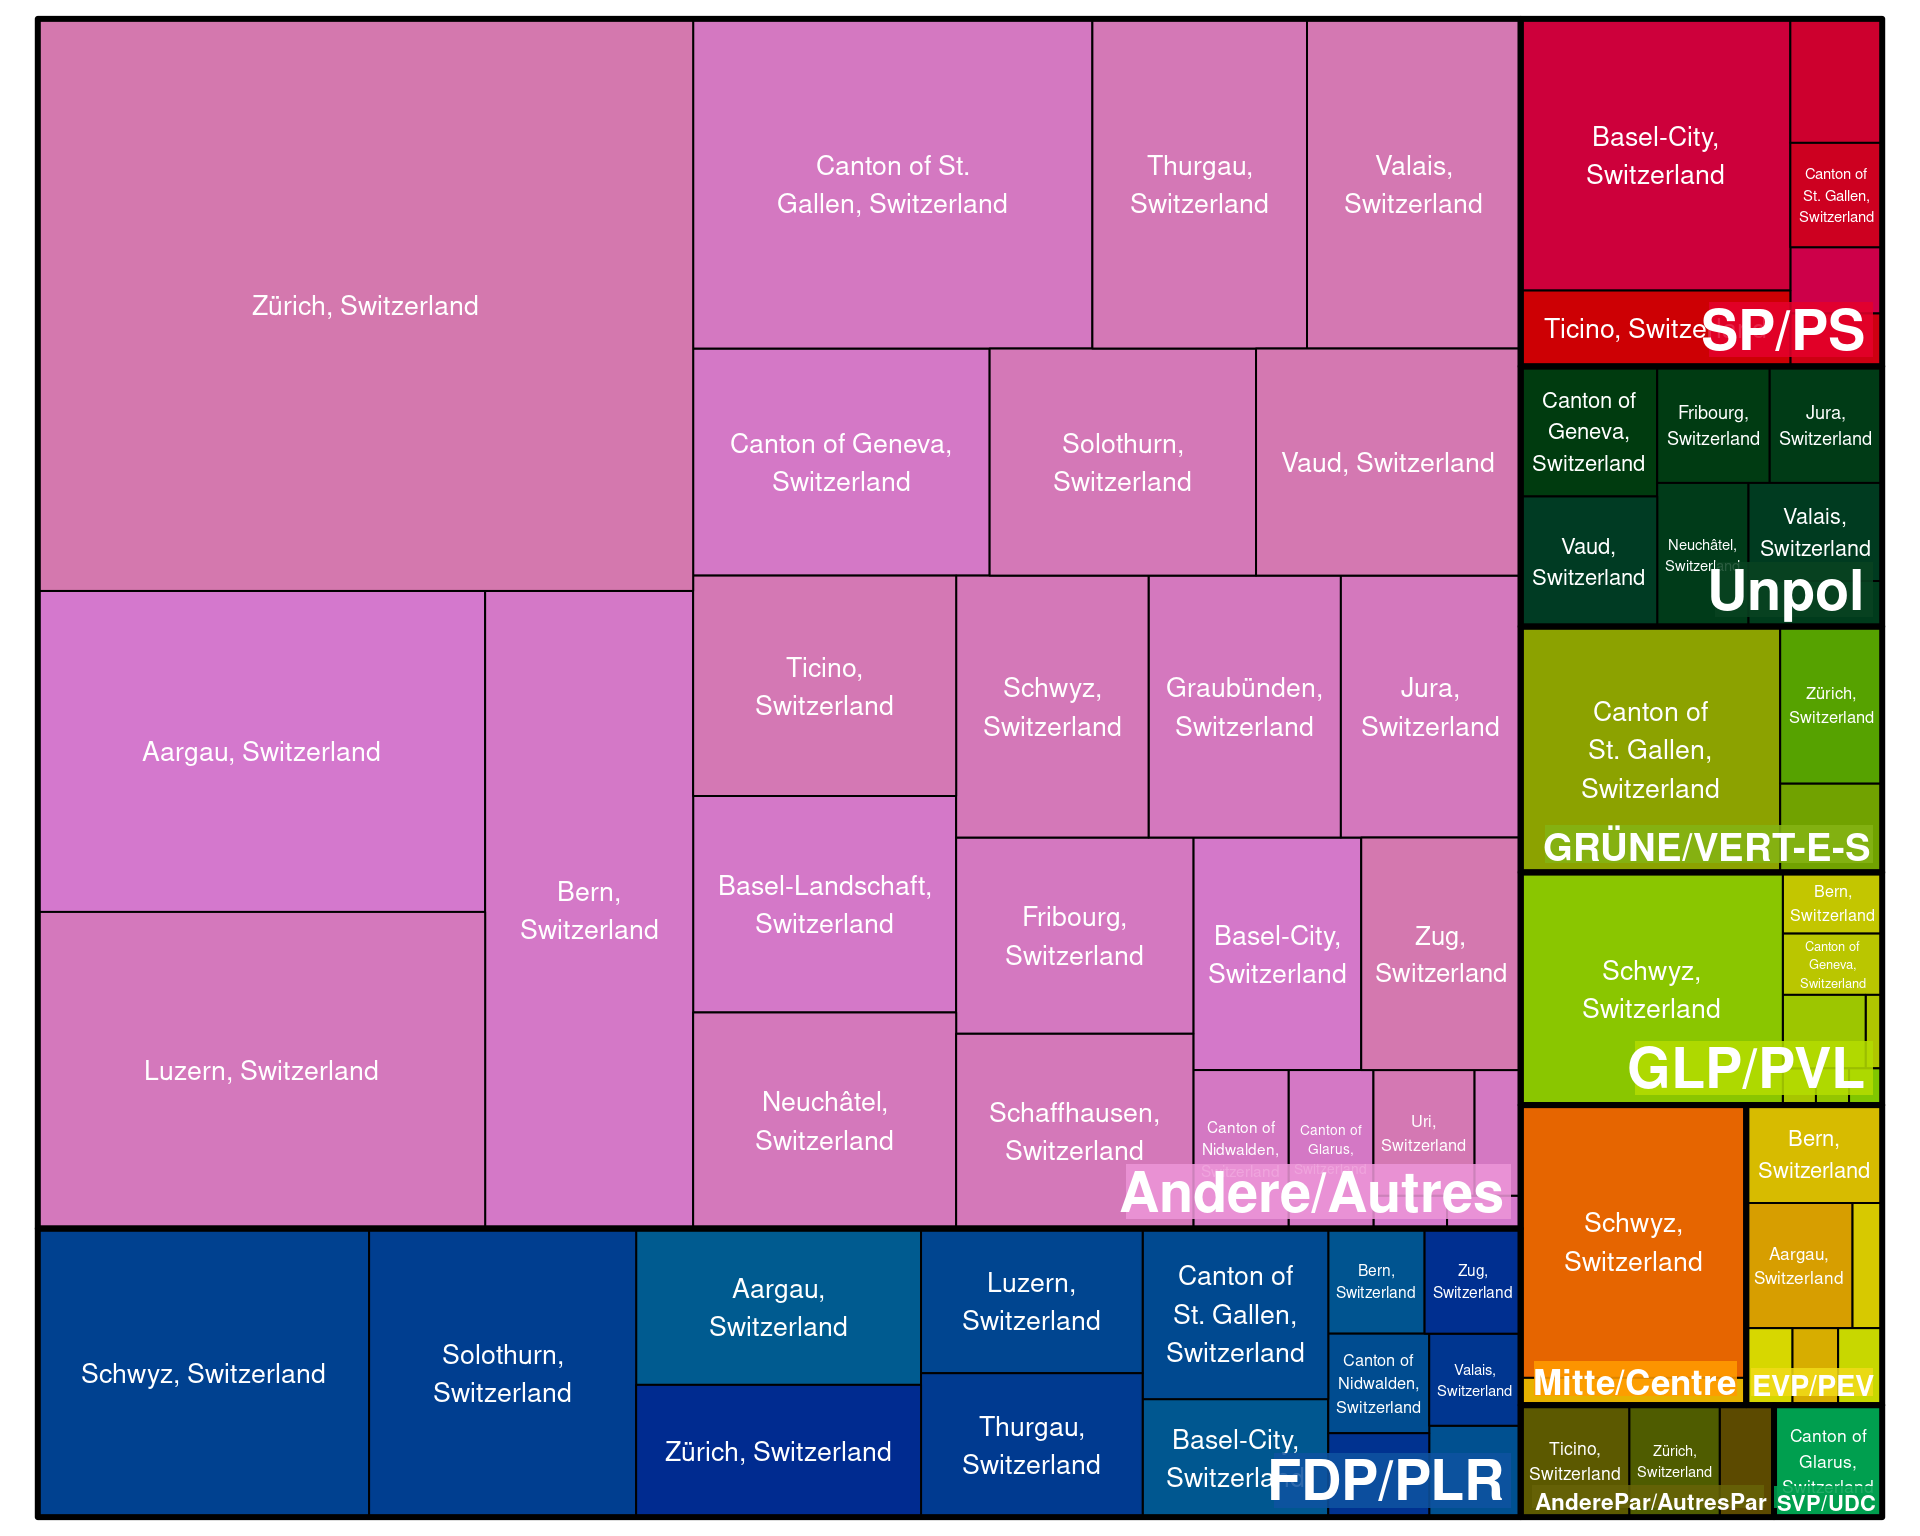 Zürich, Switzerland
Aargau, Switzerland
Luzern, Switzerland
Bern,
Switzerland
Canton of St.
Gallen, Switzerland
Thurgau,
Switzerland
Valais,
Switzerland
Canton of Geneva,
Switzerland
Solothurn,
Switzerland
Vaud, Switzerland
Ticino,
Switzerland
Basel-Landschaft,
Switzerland
Neuchâtel,
Switzerland
Schwyz,
Switzerland
Graubünden,
Switzerland
Jura,
Switzerland
Fribourg,
Switzerland
Schaffhausen,
Switzerland
Basel-City,
Switzerland
Zug,
Switzerland
Canton of
Nidwalden,
Switzerland
Canton of
Glarus,
Switzerland
Uri,
Switzerland
Andere/Autres
Schwyz, Switzerland
Solothurn,
Switzerland
Aargau,
Switzerland
Zürich, Switzerland
Luzern,
Switzerland
Thurgau,
Switzerland
Canton of
St. Gallen,
Switzerland
Basel-City,
Switzerland
Bern,
Switzerland
Zug,
Switzerland
Canton of
Nidwalden,
Switzerland
Valais,
Switzerland
FDP/PLR
Basel-City,
Switzerland
Canton of
St. Gallen,
Switzerland
Ticino, Switzerland
SP/PS
Canton of
Geneva,
Switzerland
Vaud,
Switzerland
Fribourg,
Switzerland
Jura,
Switzerland
Neuchâtel,
Switzerland
Valais,
Switzerland
Unpol
Canton of
St. Gallen,
Switzerland
Zürich,
Switzerland
GRÜNE/VERT-E-S
Schwyz,
Switzerland
Bern,
Switzerland
Canton of
Geneva,
Switzerland
GLP/PVL
Schwyz,
Switzerland
Mitte/Centre
Bern,
Switzerland
Aargau,
Switzerland
EVP/PEV
Ticino,
Switzerland
Zürich,
Switzerland
AnderePar/AutresPar
Canton of
Glarus,
Switzerland
SVP/UDC